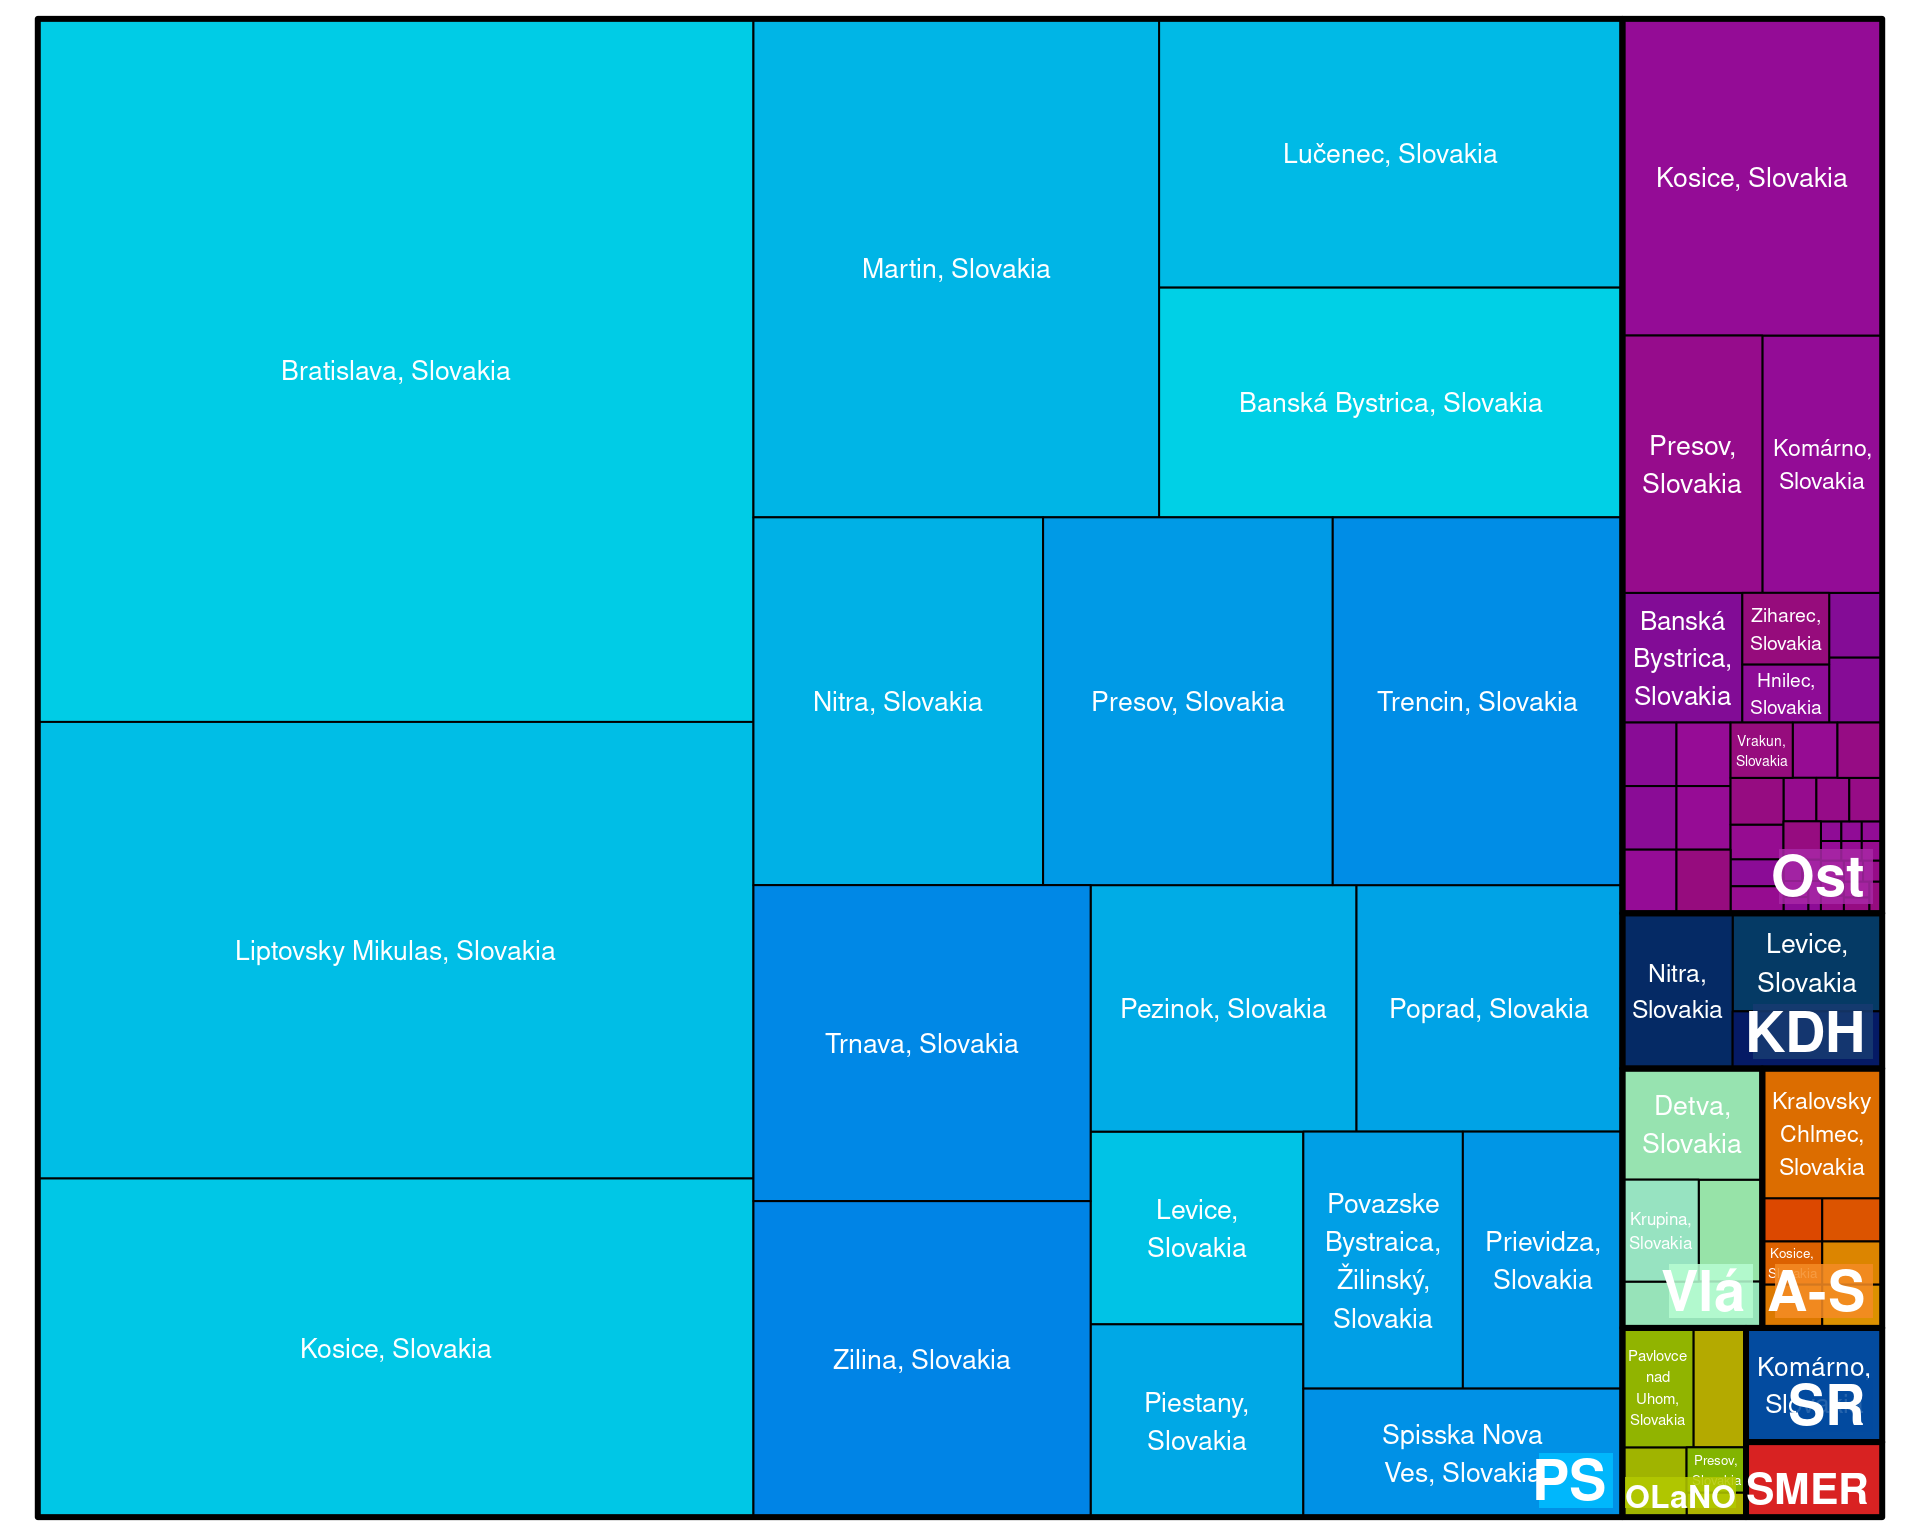 Bratislava, Slovakia
Liptovsky Mikulas, Slovakia
Kosice, Slovakia
Martin, Slovakia
Lučenec, Slovakia
Banská Bystrica, Slovakia
Nitra, Slovakia
Presov, Slovakia
Trencin, Slovakia
Trnava, Slovakia
Zilina, Slovakia
Pezinok, Slovakia
Poprad, Slovakia
Levice,
Slovakia
Piestany,
Slovakia
Povazske
Bystraica,
Žilinský,
Slovakia
Prievidza,
Slovakia
Spisska Nova
Ves, Slovakia
PS
Kosice, Slovakia
Presov,
Slovakia
Komárno,
Slovakia
Banská
Bystrica,
Slovakia
Ziharec,
Slovakia
Hnilec,
Slovakia
Vrakun,
Slovakia
Ost
Nitra,
Slovakia
Levice,
Slovakia
KDH
Detva,
Slovakia
Krupina,
Slovakia
Vlá
Kralovsky
Chlmec,
Slovakia
Kosice,
Slovakia
A-S
Pavlovce
nad
Uhom,
Slovakia
Presov,
Slovakia
OLaNO
Komárno,
Slovakia
SR
SMER